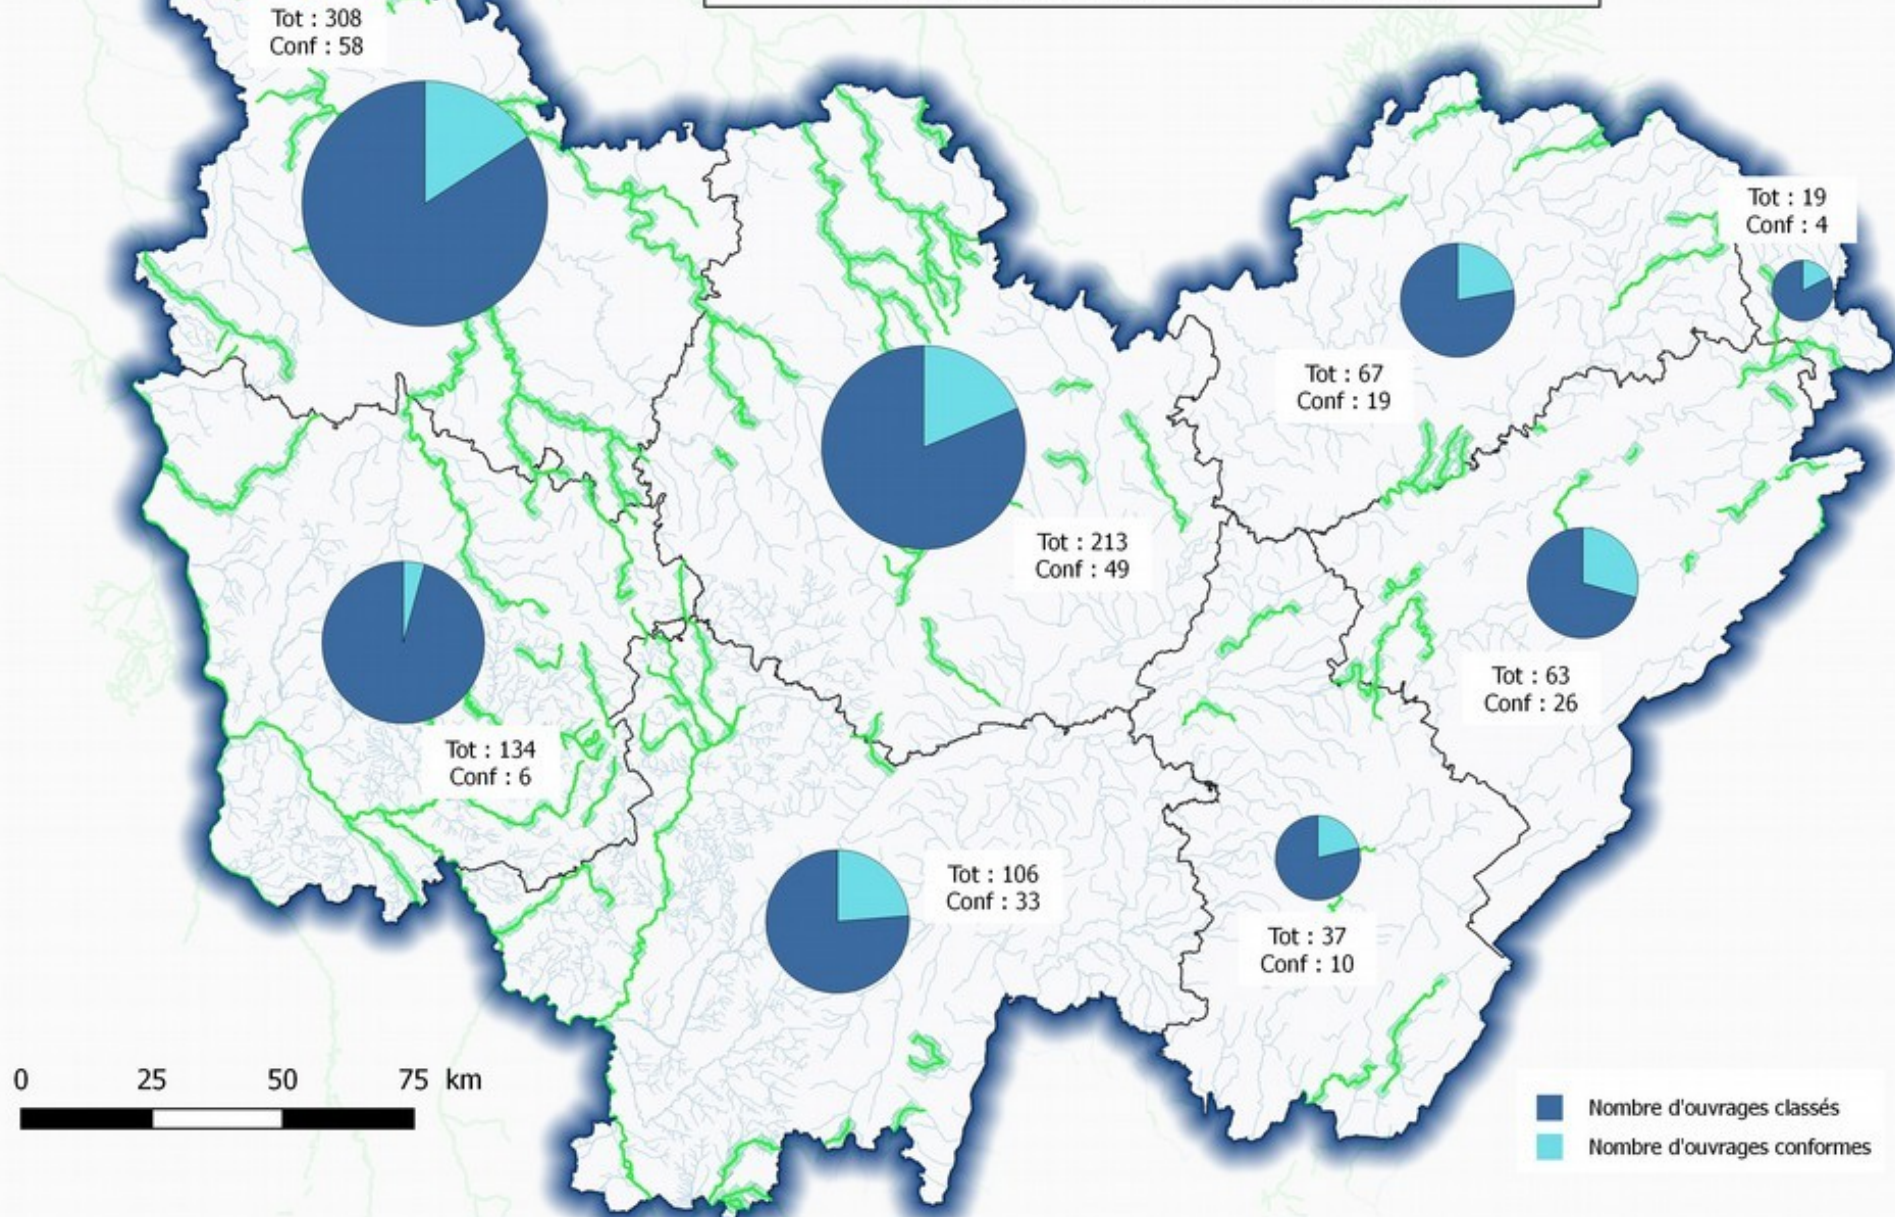 Tot : 308
Conf : 58
Tot : 19
Conf : 4
Tot : 67
Conf : 19
Tot : 213
Conf : 49
Tot : 63
Conf : 26
Tot : 134
Conf : 6
Tot : 106
Conf : 33
Tot : 37
Conf : 10
0 25 50 75 km
Nombre d'ouvrages classés
Nombre d'ouvrages conformes